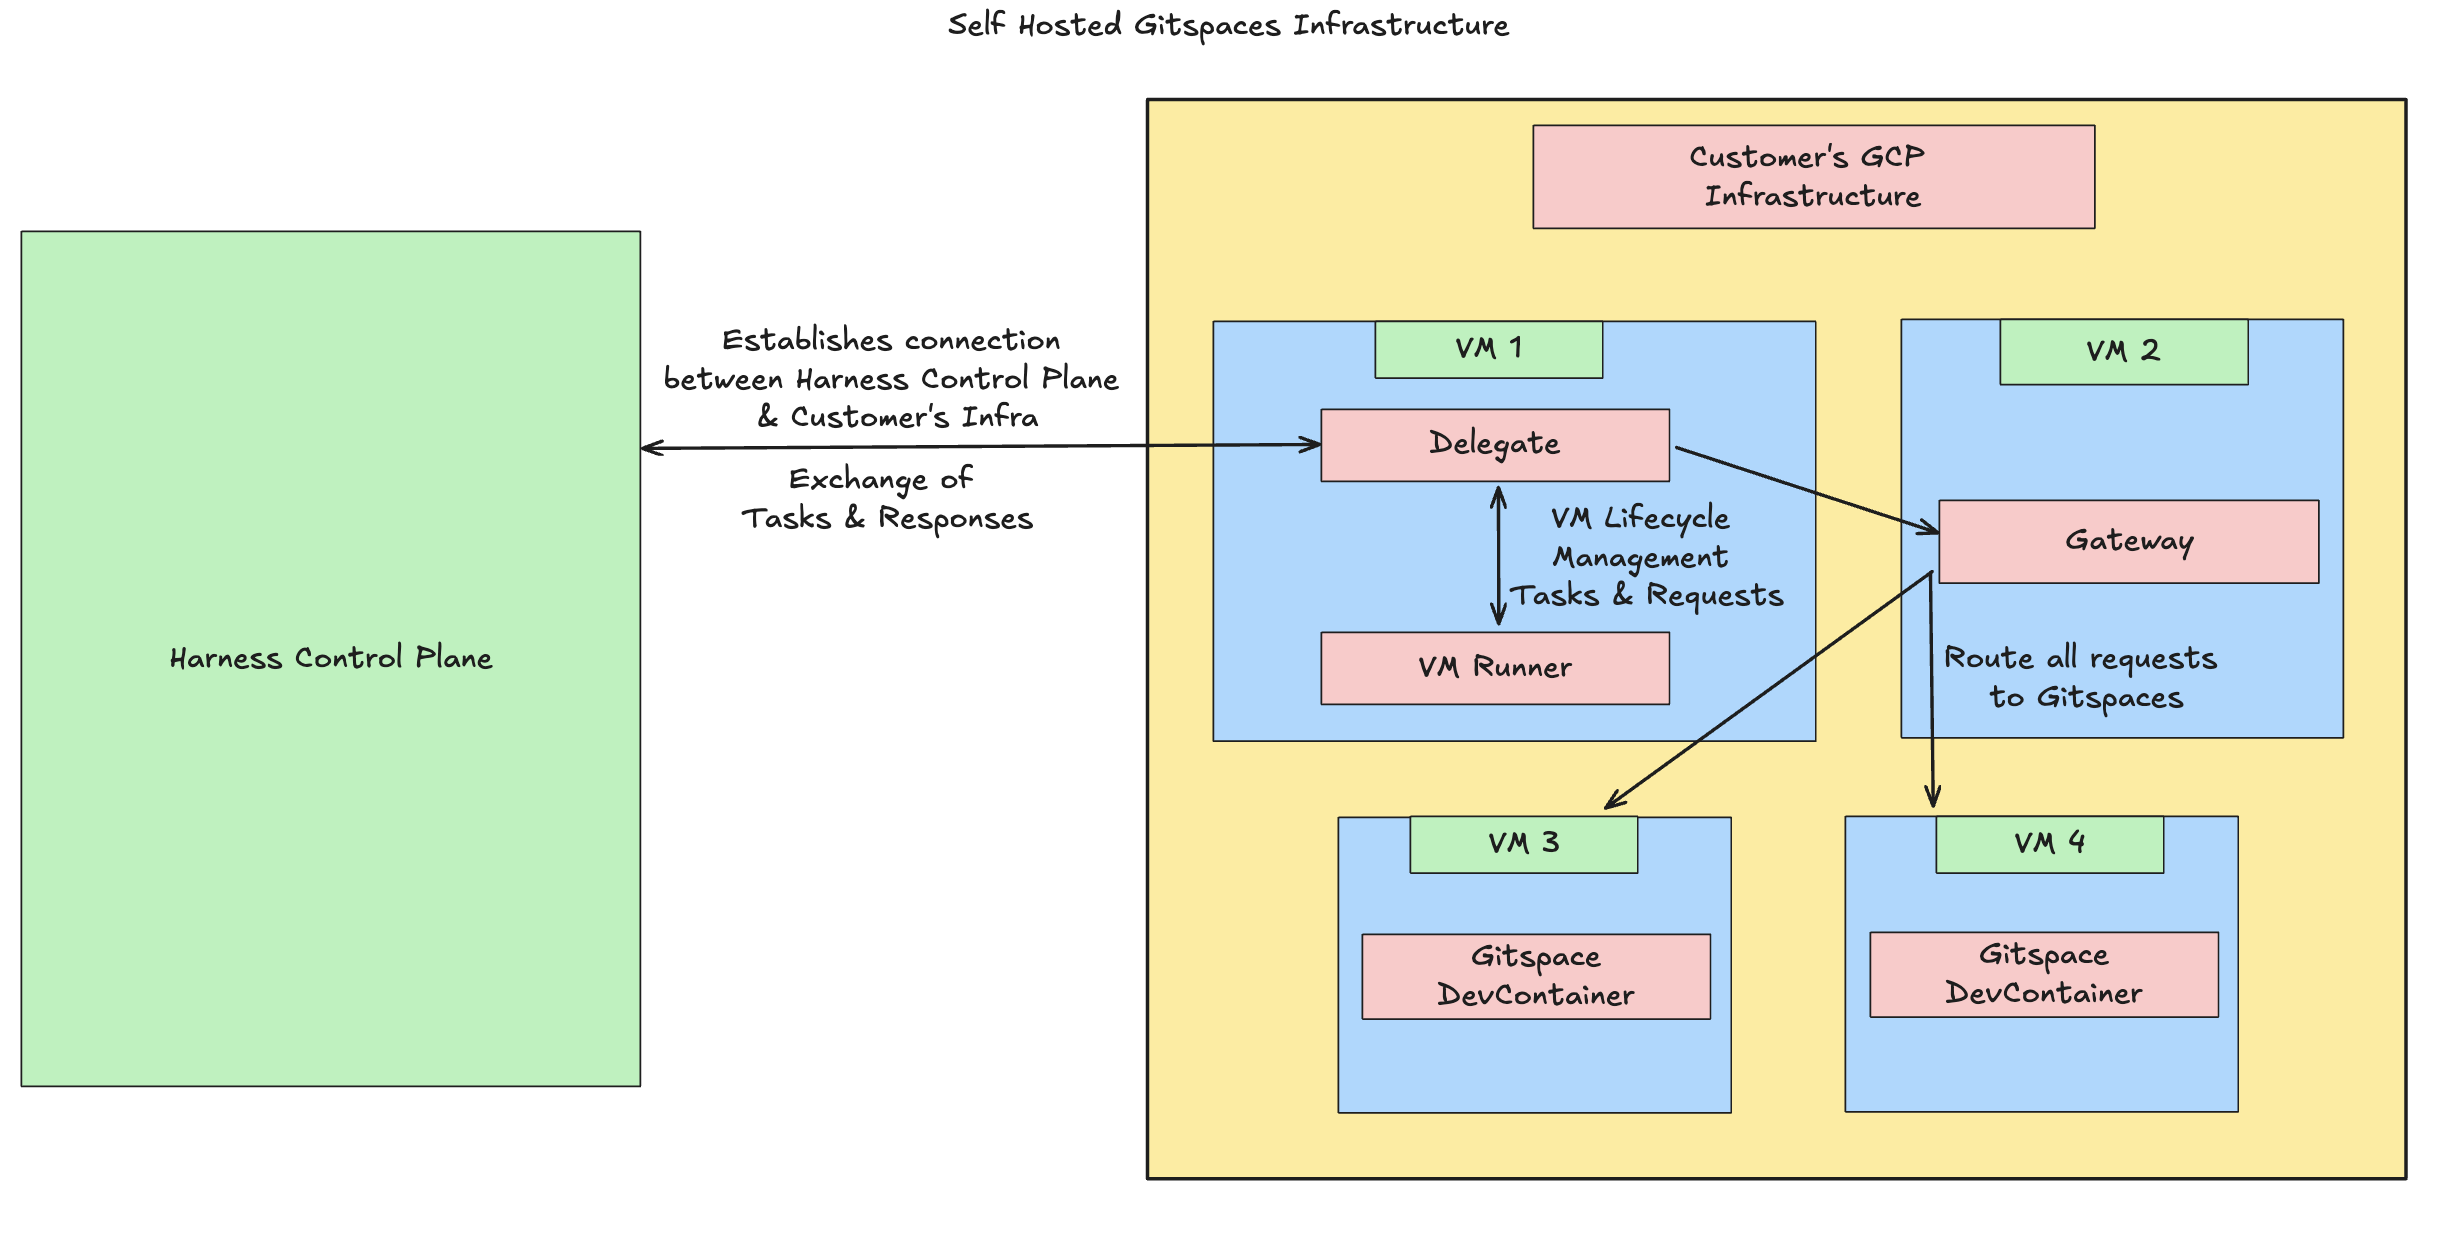 Self Hosted Gitspaces Infrastructure
Customer's GCP
Infrastructure
Harness Control Plane
Establishes connection
between Harness Control Plane
& Customer's Infra
Exchange of
Tasks & Responses
VM 1
Delegate
VM Lifecycle
Management
Tasks & Requests
VM Runner
VM 2
Gateway
Route all requests
to Gitspaces
VM 3
Gitspace
DevContainer
VM 4
Gitspace
DevContainer